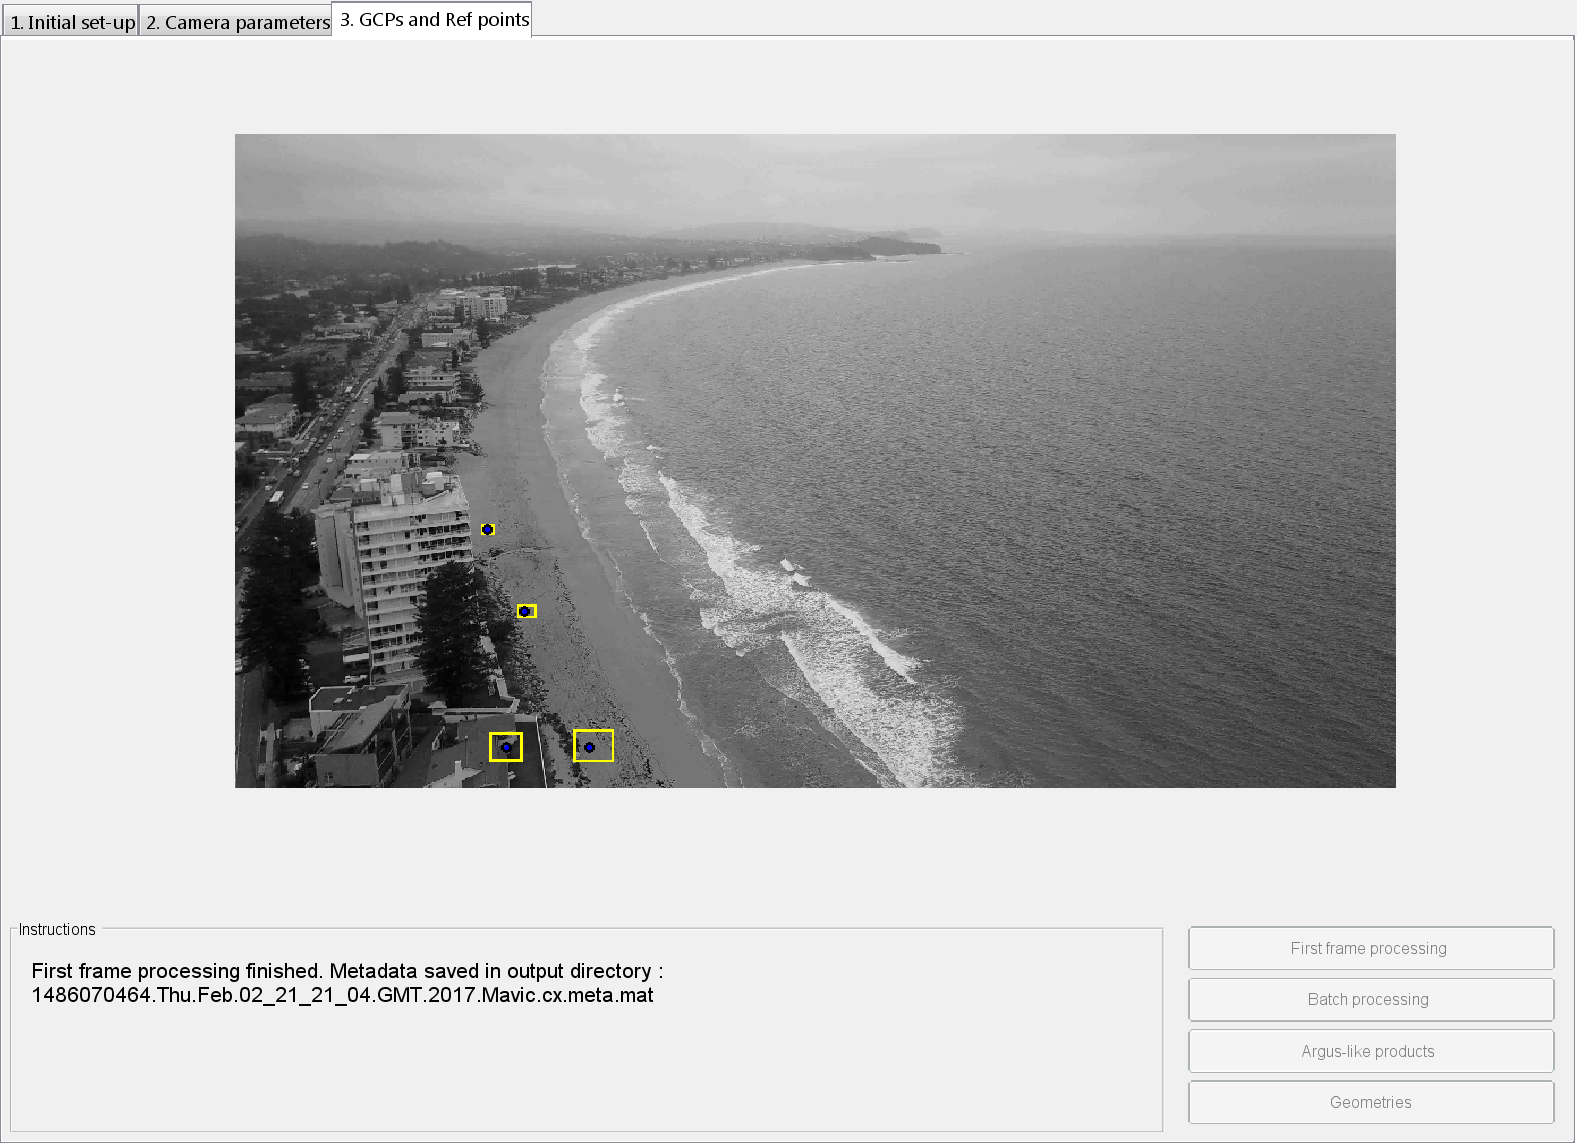 1. Initial set-up
2. Camera parameters
3. GCPs and Ref points
Instructions
First frame processing finished. Metadata saved in output directory :
1486070464.Thu.Feb.02_21_21_04.GMT.2017.Mavic.cx.meta.mat
First frame processing
Batch processing
Argus-like products
Geometries